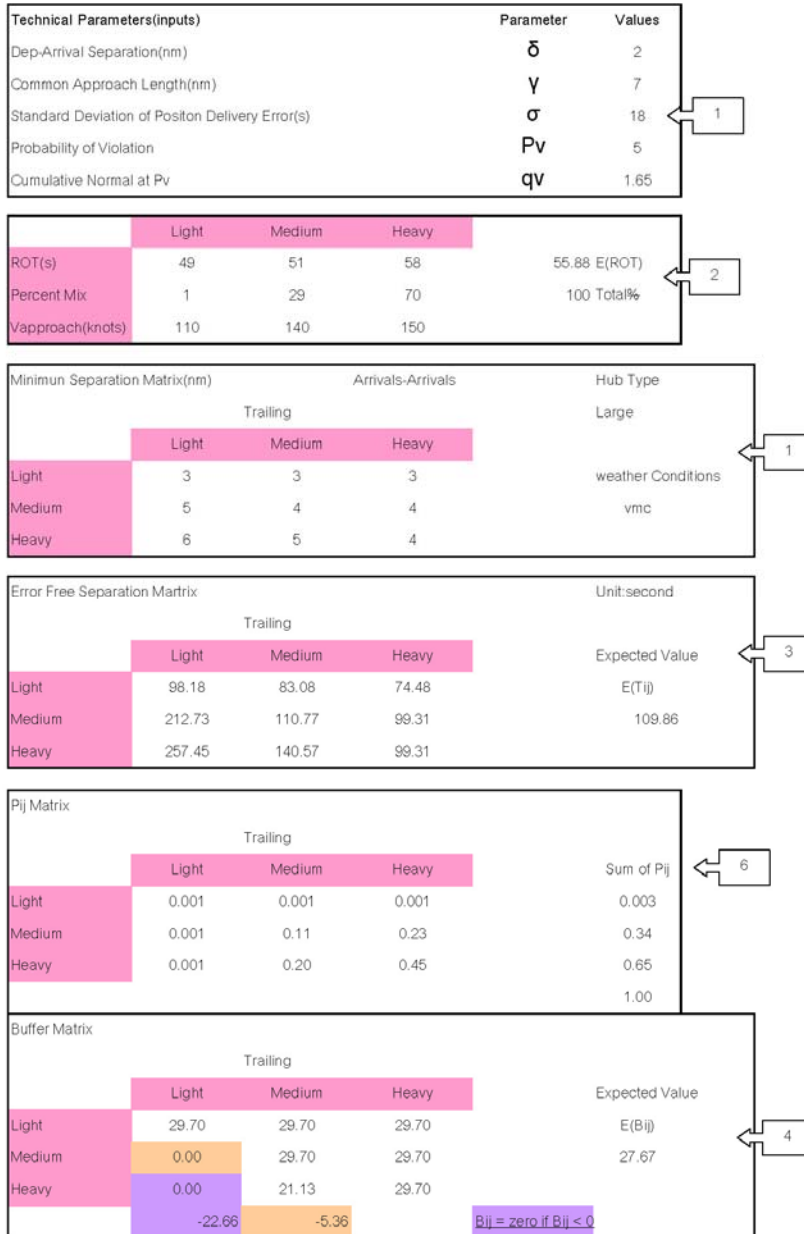 Technical Parameters(inputs) Parameter Values
Dep-Arrival Separation(nm) δ 2
Common Approach Length(nm) γ 7
Standard Deviation of Positon Delivery Error(s) σ 18 1
Probability of Violation Pv 5
Cumulative Normal at Pv qv 1.65
Light Medium Heavy
ROT(s) 49 51 58 55.88 E(ROT) 2
Percent Mix 1 29 70 100 Total%
Vapproach(knots) 110 140 150
Minimun Separation Matrix(nm) Arrivals-Arrivals Hub Type
Trailing Large
Light Medium Heavy 1
Light 3 3 3 weather Conditions
Medium 5 4 4 vmc
Heavy 6 5 4
Error Free Separation Martrix Unit:second
Trailing
Light Medium Heavy Expected Value 3
Light 98.18 83.08 74.48 E(Tij)
Medium 212.73 110.77 99.31 109.86
Heavy 257.45 140.57 99.31
Pij Matrix
Trailing
Light Medium Heavy Sum of Pij 6
Light 0.001 0.001 0.001 0.003
Medium 0.001 0.11 0.23 0.34
Heavy 0.001 0.20 0.45 0.65
1.00
Buffer Matrix
Trailing
Light Medium Heavy Expected Value
Light 29.70 29.70 29.70 E(Bij) 4
Medium 0.00 29.70 29.70 27.67
Heavy 0.00 21.13 29.70
-22.66 -5.36 Bij = zero if Bij < 0